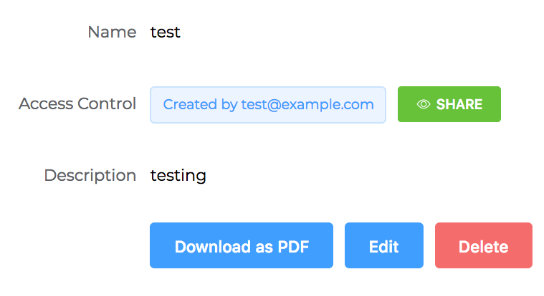 Name test
Access Control Created by test@example.com SHARE
Description testing
Download as PDF Edit Delete